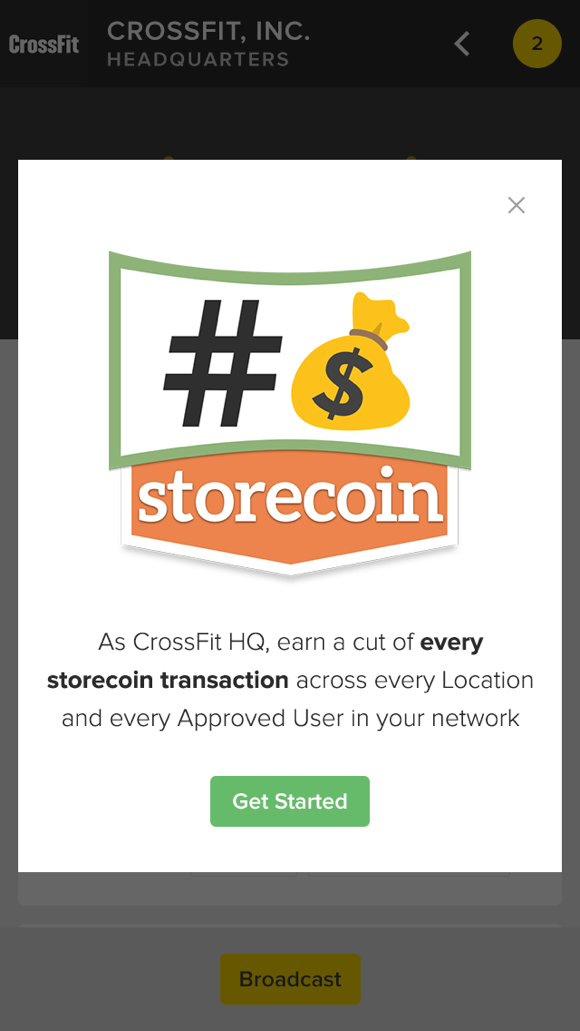 CrossFit
CROSSFIT, INC.
HEADQUARTERS
2
#$
storecoin
As CrossFit HQ, earn a cut of every
storecoin transaction across every Location
and every Approved User in your network
Get Started
Broadcast